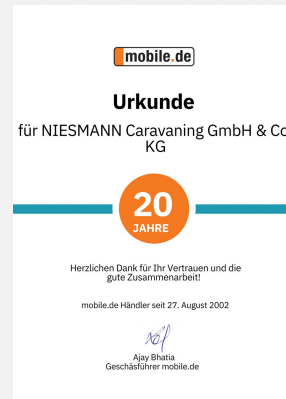 mobile.de
Urkunde
für NIESMANN Caravaning GmbH & Co
KG
20
JAHRE
Herzlichen Dank für Ihr Vertrauen und die
gute Zusammenarbeit!
mobile.de Händler seit 27. August 2002
Ajay Bhatia
Geschäsführer mobile.de